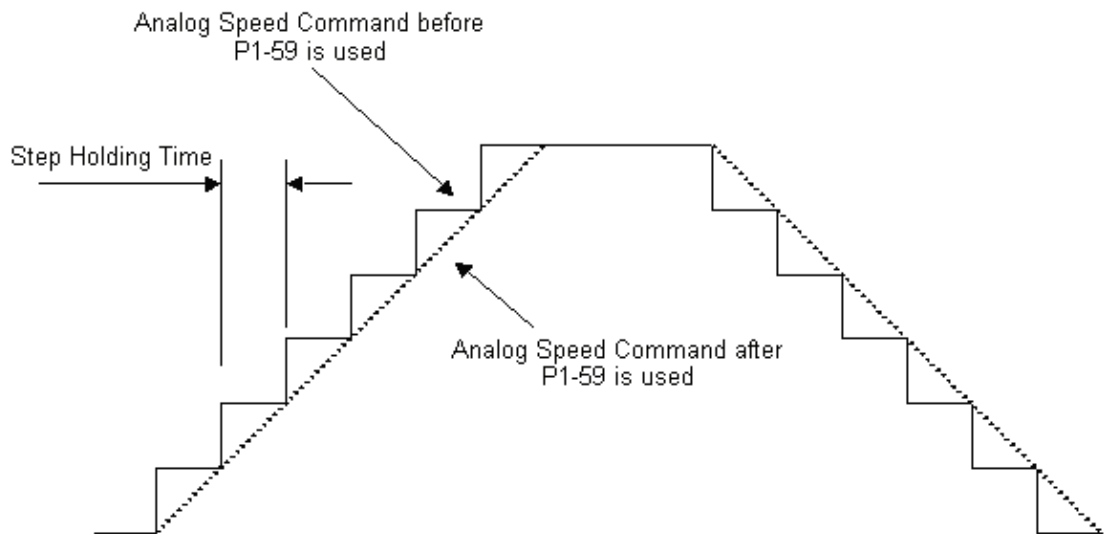 Analog Speed Command before
P1-59 is used
Step Holding Time
Analog Speed Command after
P1-59 is used